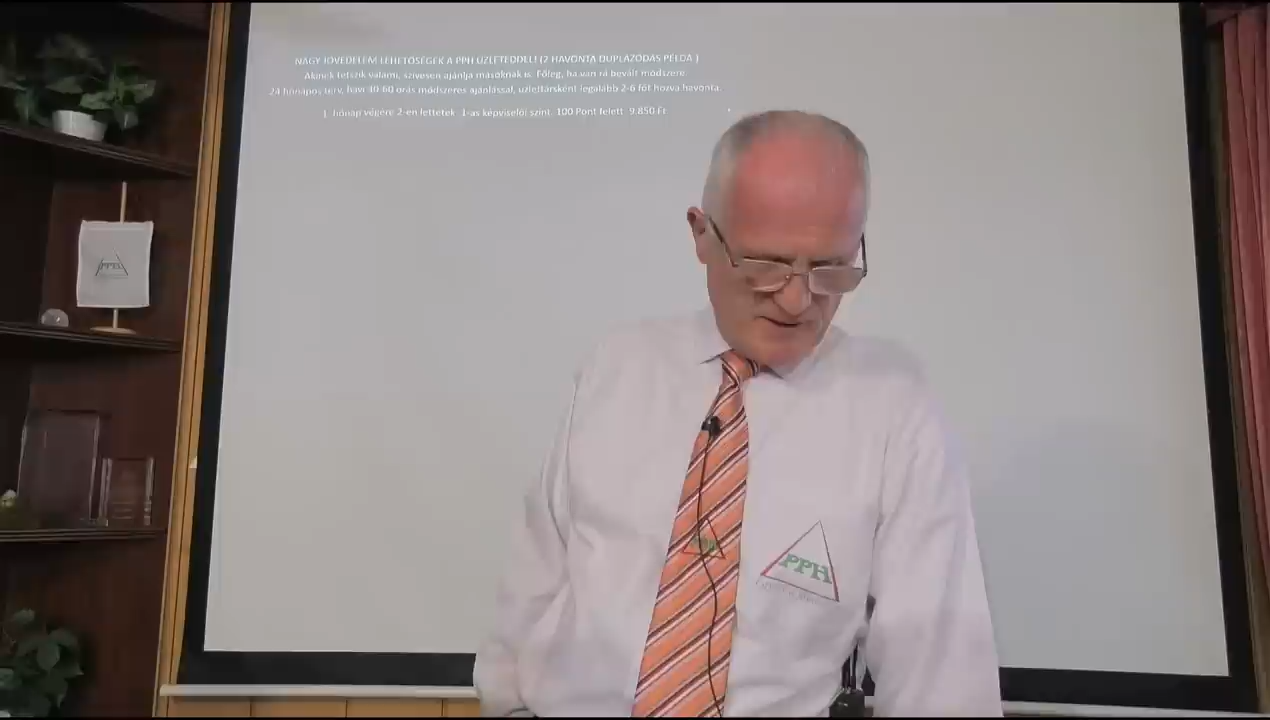 NAGY JÖVEDELEM LEHETŐSÉGEK A PPH ÜZLETEDDEL! (2 HAVONTA DUPLÁZÓDÁS PÉLDA )
Akinek tetszik valami, szívesen ajánlja másoknak is. Főleg, ha van rá bevált módszere.
24 hónapos terv, havi 40-60 órás módszeres ajánlással, üzlettársként legalább 2-6 főt hozva havonta.
1. hónap végére 2-en lettetek 1-as képviselői szint. 100 Pont felett 9.850 Ft
PPH
PPH